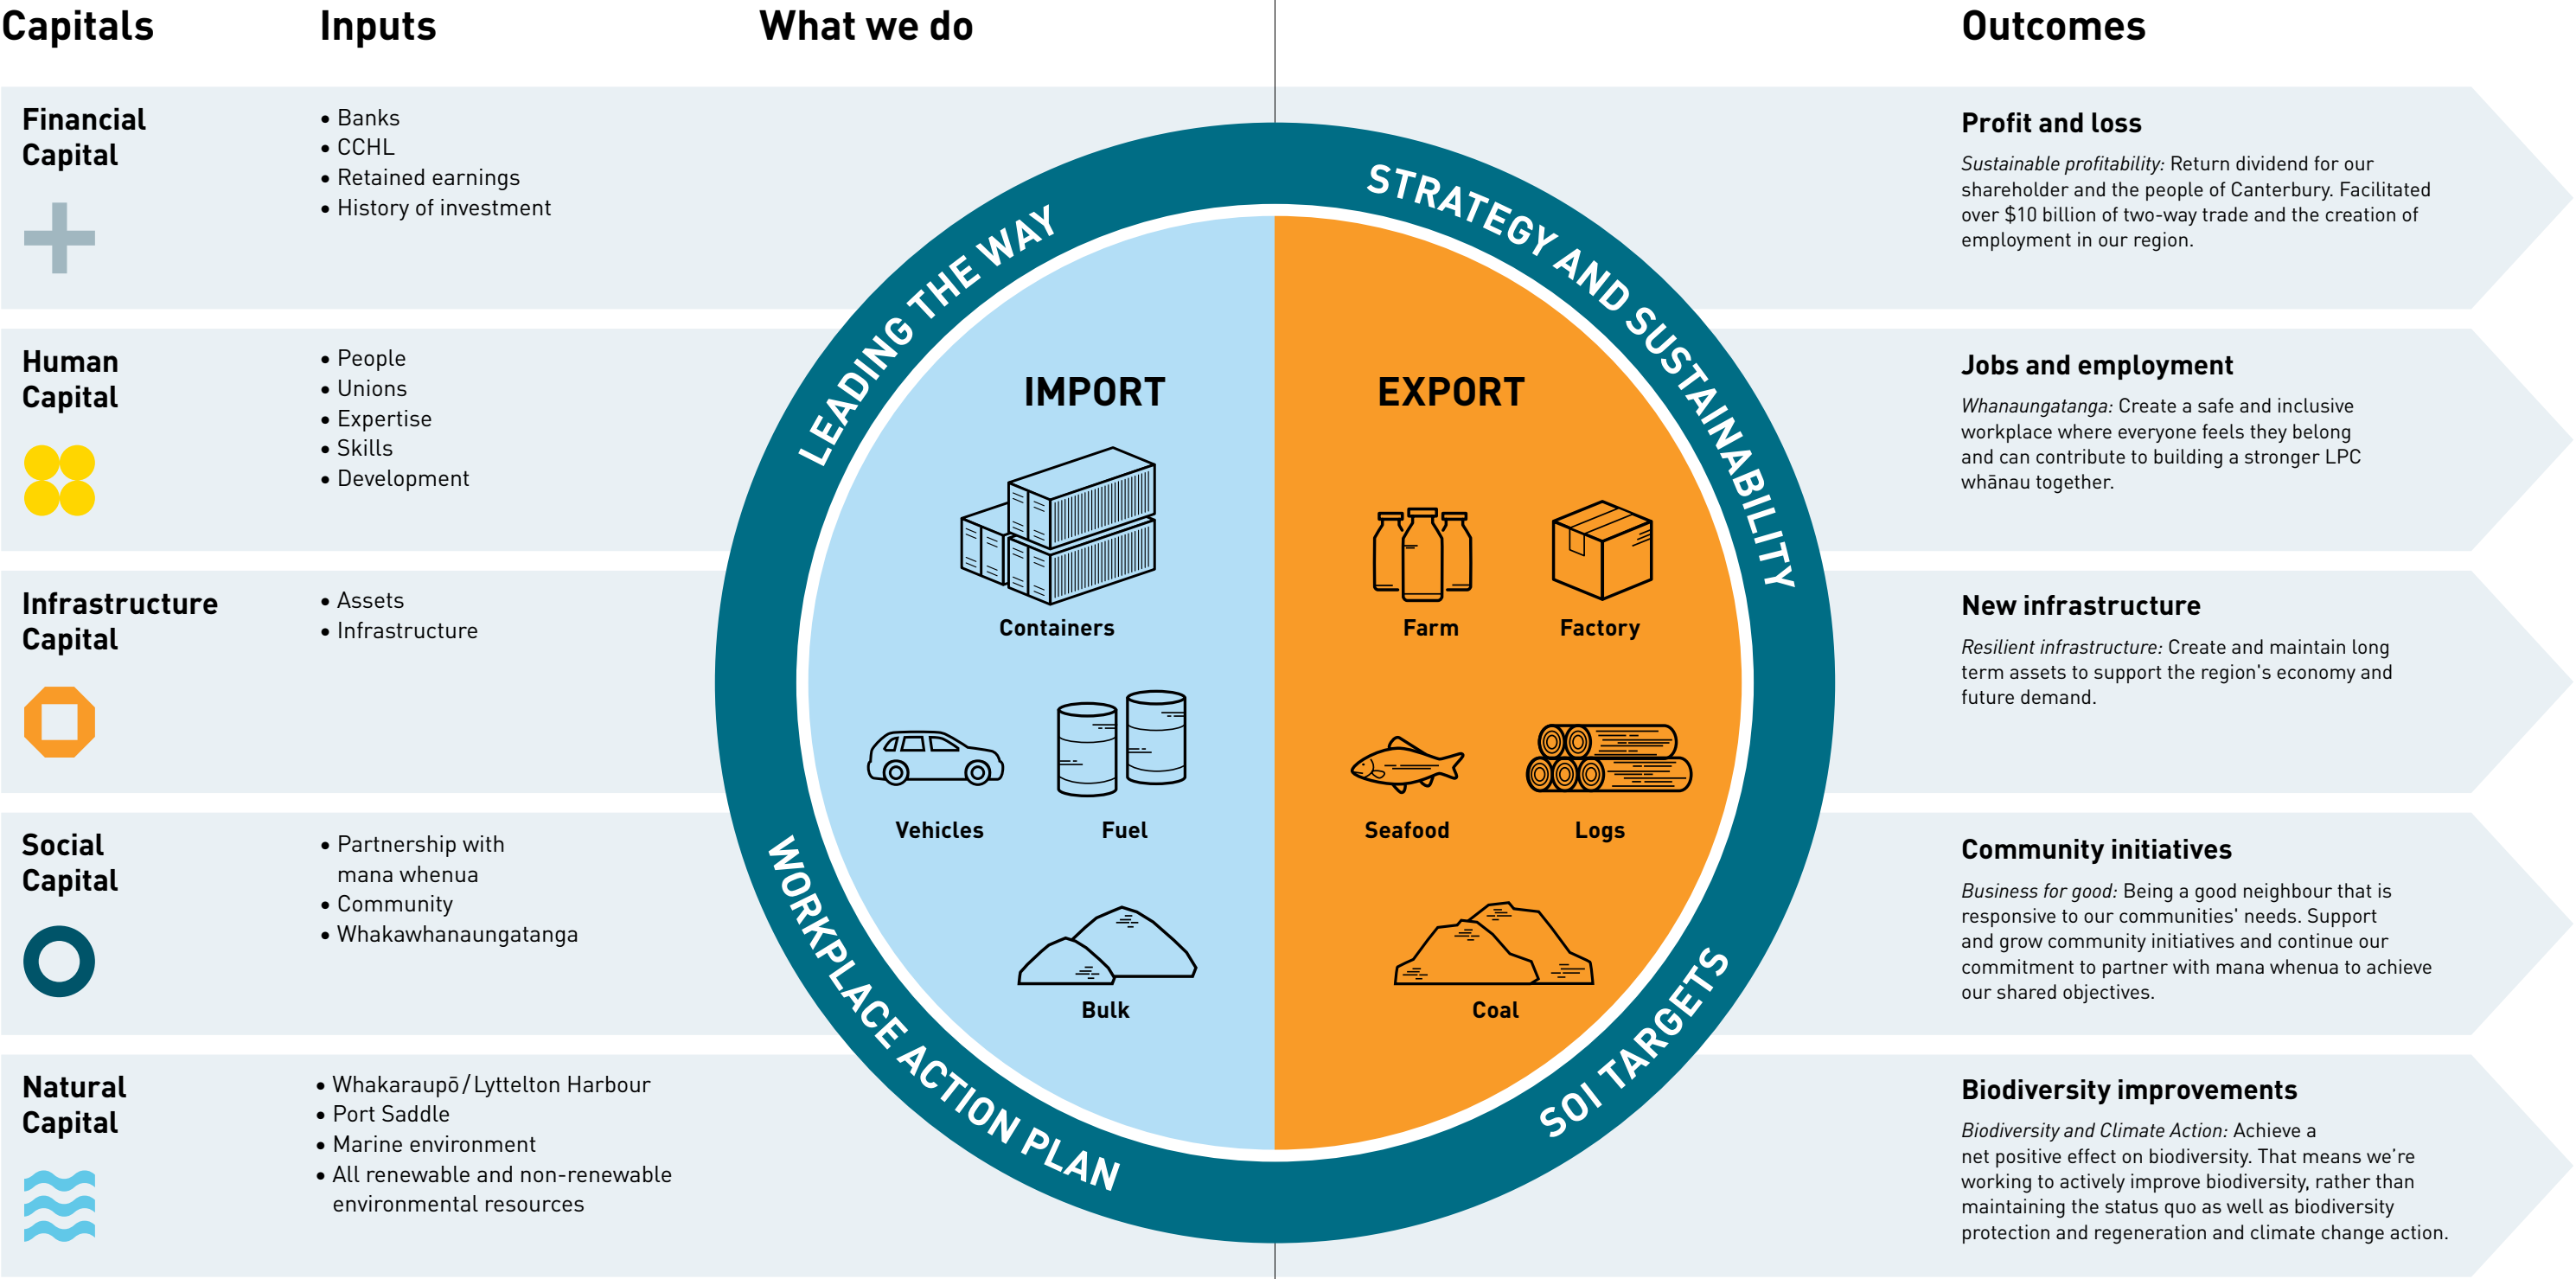 Capitals
Inputs
What we do
Outcomes
Financial
Capital
• Banks
• CCHL
• Retained earnings
• History of investment
Profit and loss
Sustainable profitability: Return dividend for our
shareholder and the people of Canterbury. Facilitated
over $10 billion of two-way trade and the creation of
employment in our region.
Human
Capital
• People
• Unions
• Expertise
• Skills
• Development
Jobs and employment
Whanaungatanga: Create a safe and inclusive
workplace where everyone feels they belong
and can contribute to building a stronger LPC
whānau together.
Infrastructure
Capital
• Assets
• Infrastructure
New infrastructure
Resilient infrastructure: Create and maintain long
term assets to support the region's economy and
future demand.
Social
Capital
• Partnership with
mana whenua
• Community
• Whakawhanaungatanga
Community initiatives
Business for good: Being a good neighbour that is
responsive to our communities' needs. Support
and grow community initiatives and continue our
commitment to partner with mana whenua to achieve
our shared objectives.
Natural
Capital
• Whakaraupō/Lyttelton Harbour
• Port Saddle
• Marine environment
• All renewable and non-renewable
environmental resources
Biodiversity improvements
Biodiversity and Climate Action: Achieve a
net positive effect on biodiversity. That means we’re
working to actively improve biodiversity, rather than
maintaining the status quo as well as biodiversity
protection and regeneration and climate change action.
LEADING THE WAY
STRATEGY AND SUSTAINABILITY
WORKPLACE ACTION PLAN
SOI TARGETS
IMPORT
Containers
Vehicles
Fuel
Bulk
EXPORT
Farm
Factory
Seafood
Logs
Coal